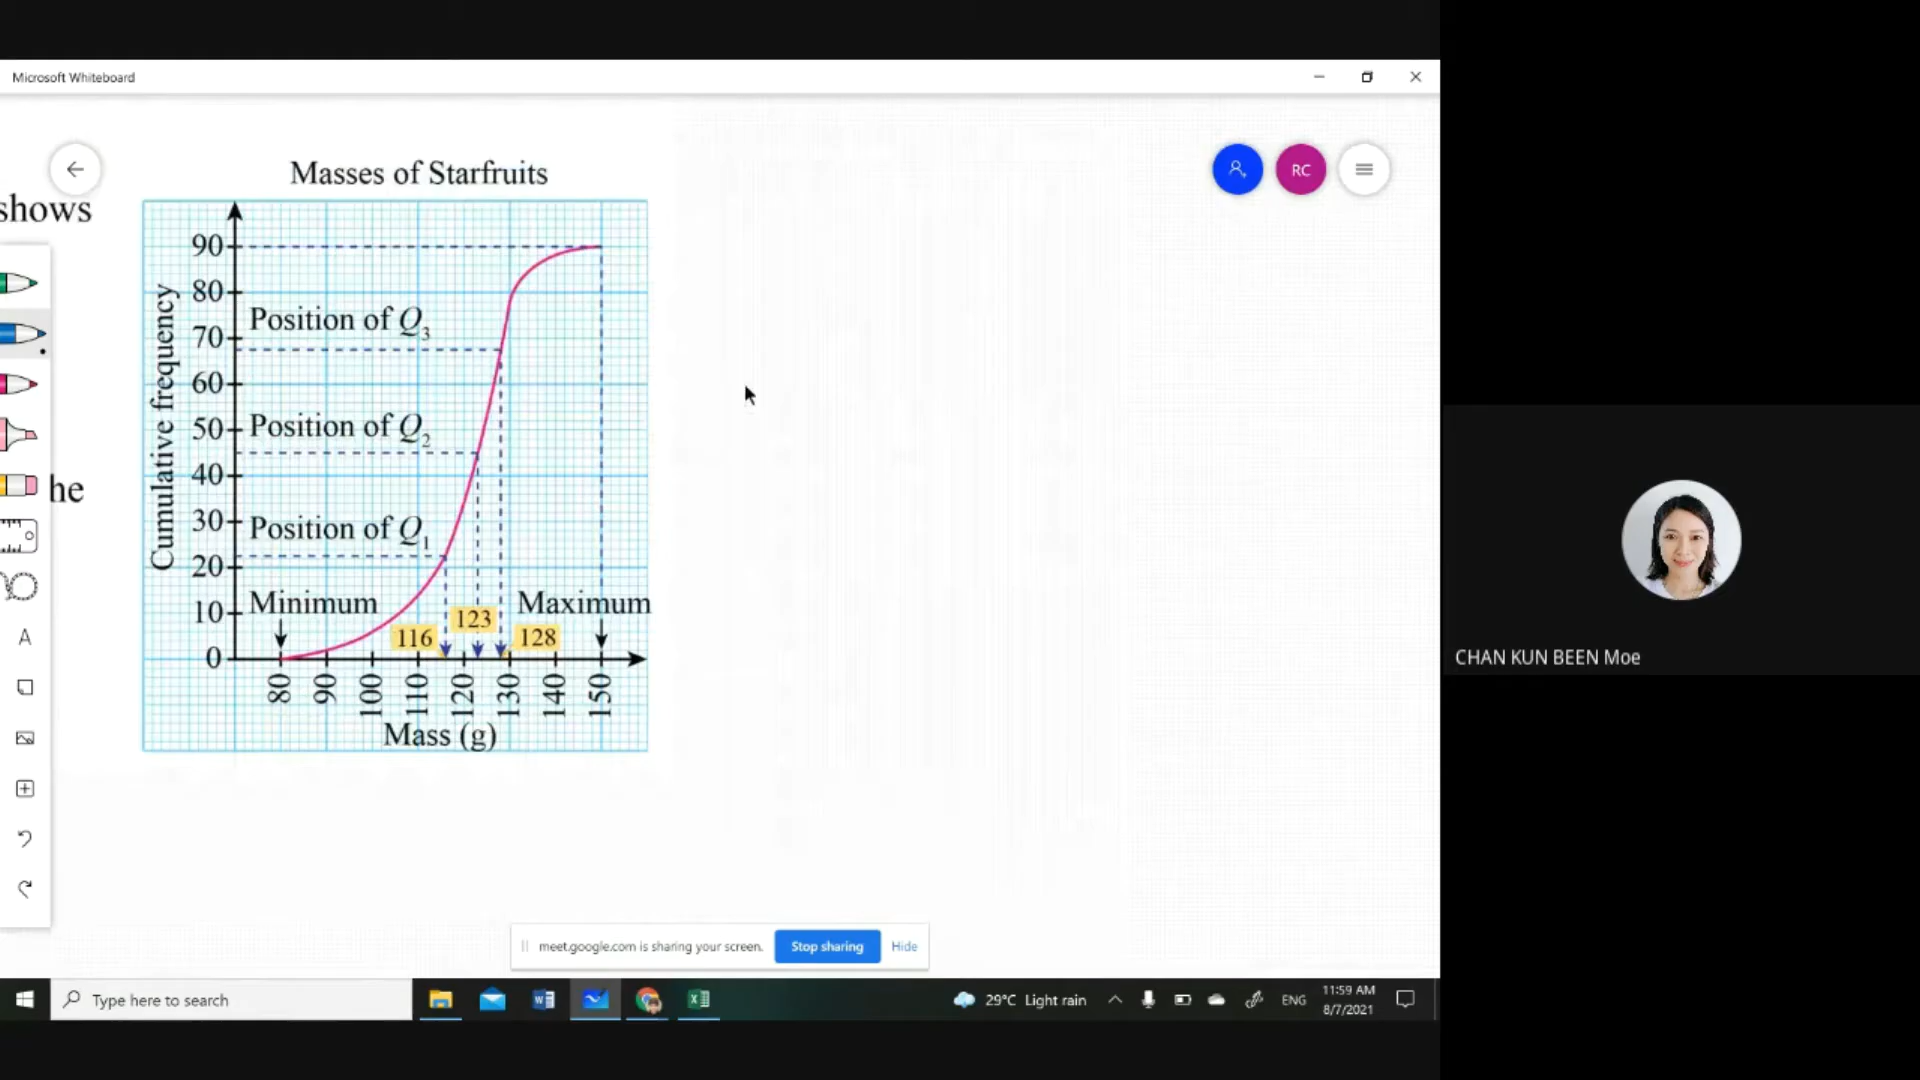 Microsoft Whiteboard
shows
he
RC
A
Masses of Starfruits
Cumulative frequency
90
80
Position of Q3
70
60
50
Position of Q2
40
30
Position of Q1
20
10
Minimum
Maximum
116
123
128
0
80 90 100 110 120 130 140 150
Mass (g)
meet.google.com is sharing your screen.
Stop sharing
Hide
CHAN KUN BEEN Moe
Type here to search
29°C Light rain
ENG
11:59 AM
8/7/2021